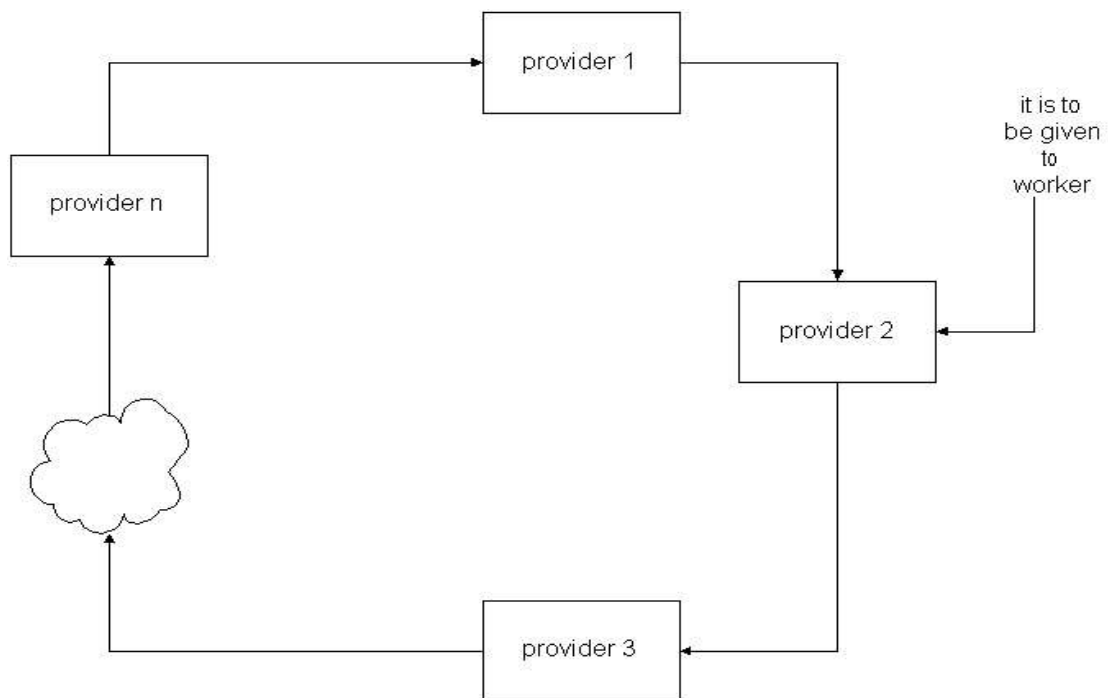 provider 1
it is to
be given
to
worker
provider n
provider 2
provider 3